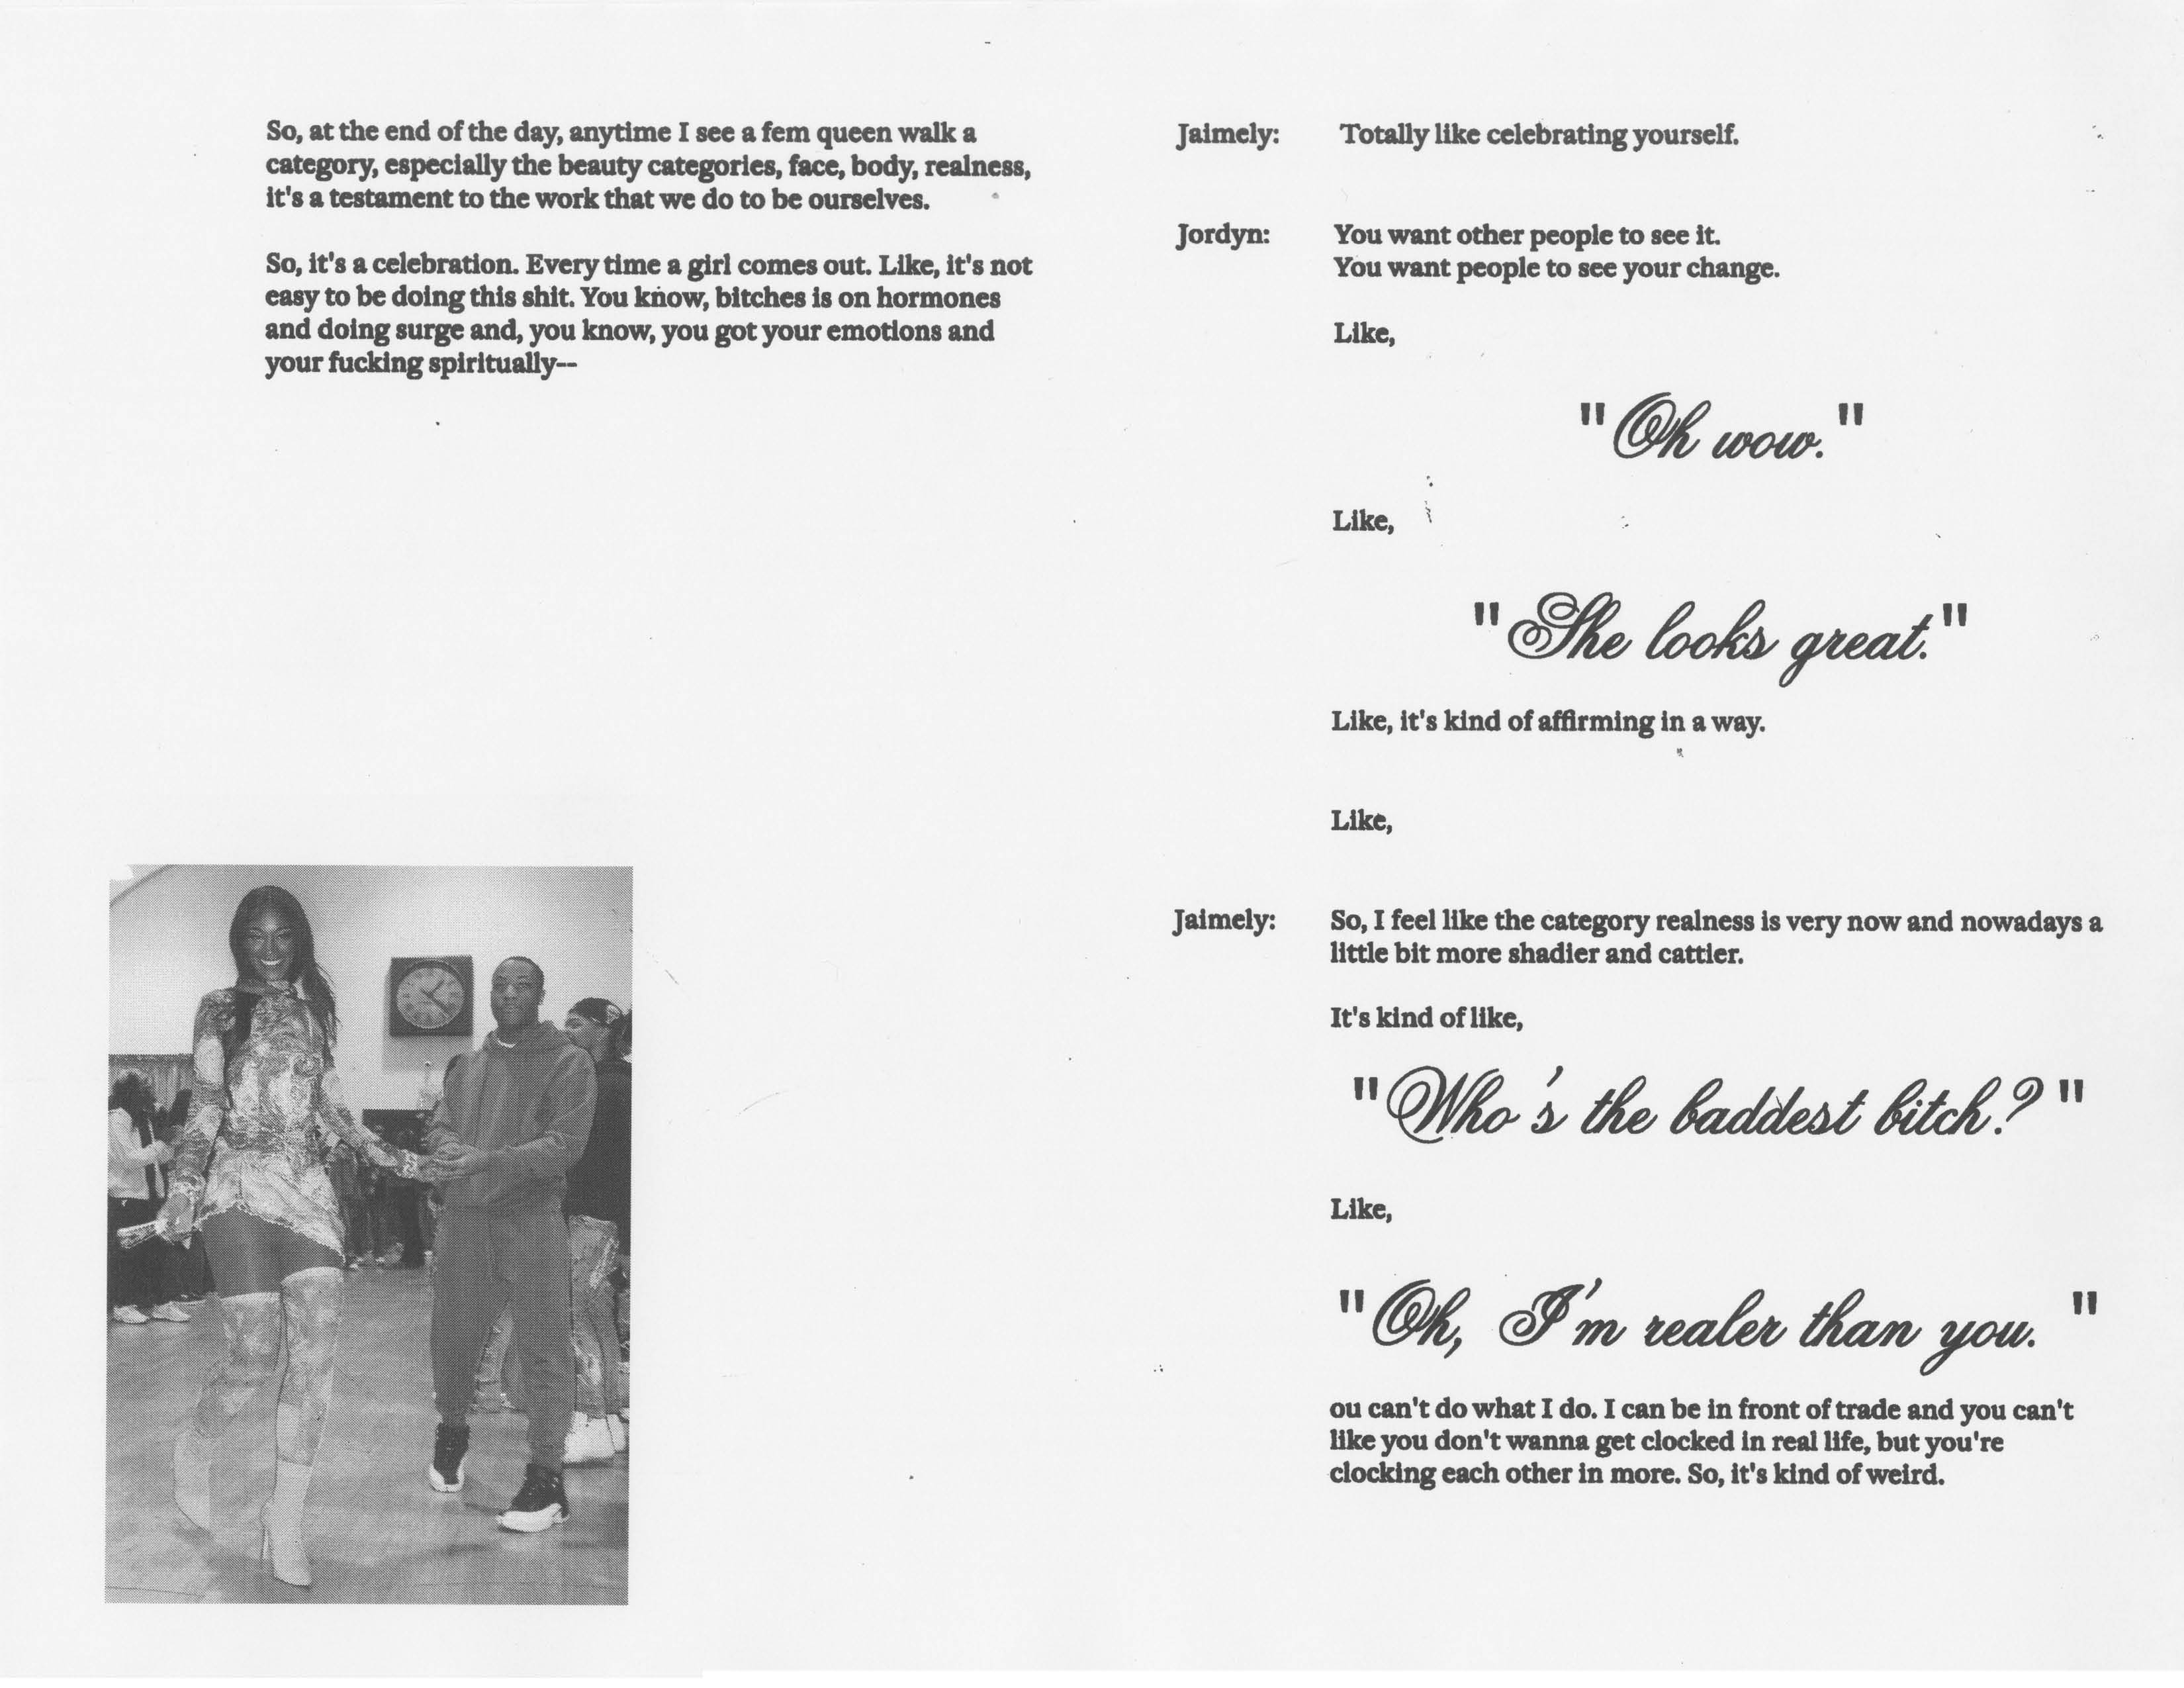 So, at the end of the day, anytime I see a fem queen walk a
category, especially the beauty categories, face, body, realness,
it's a testament to the work that we do to be ourselves.
So, it's a celebration. Every time a girl comes out. Like, it's not
easy to be doing this shit. You know, bitches is on hormones
and doing surge and, you know, you got your emotions and
your fucking spiritually--
Jaimely: Totally like celebrating yourself.
Jordyn: You want other people to see it.
You want people to see your change.
Like,
"Oh wow."
Like,
"She looks great."
Like, it's kind of affirming in a way.
Like,
Jaimely: So, I feel like the category realness is very now and nowadays a
little bit more shadier and cattier.
It's kind of like,
"Who's the baddest bitch?"
Like,
"Oh, I'm realer than you. "
ou can't do what I do. I can be in front of trade and you can't
like you don't wanna get clocked in real life, but you're
clocking each other in more. So, it's kind of weird.